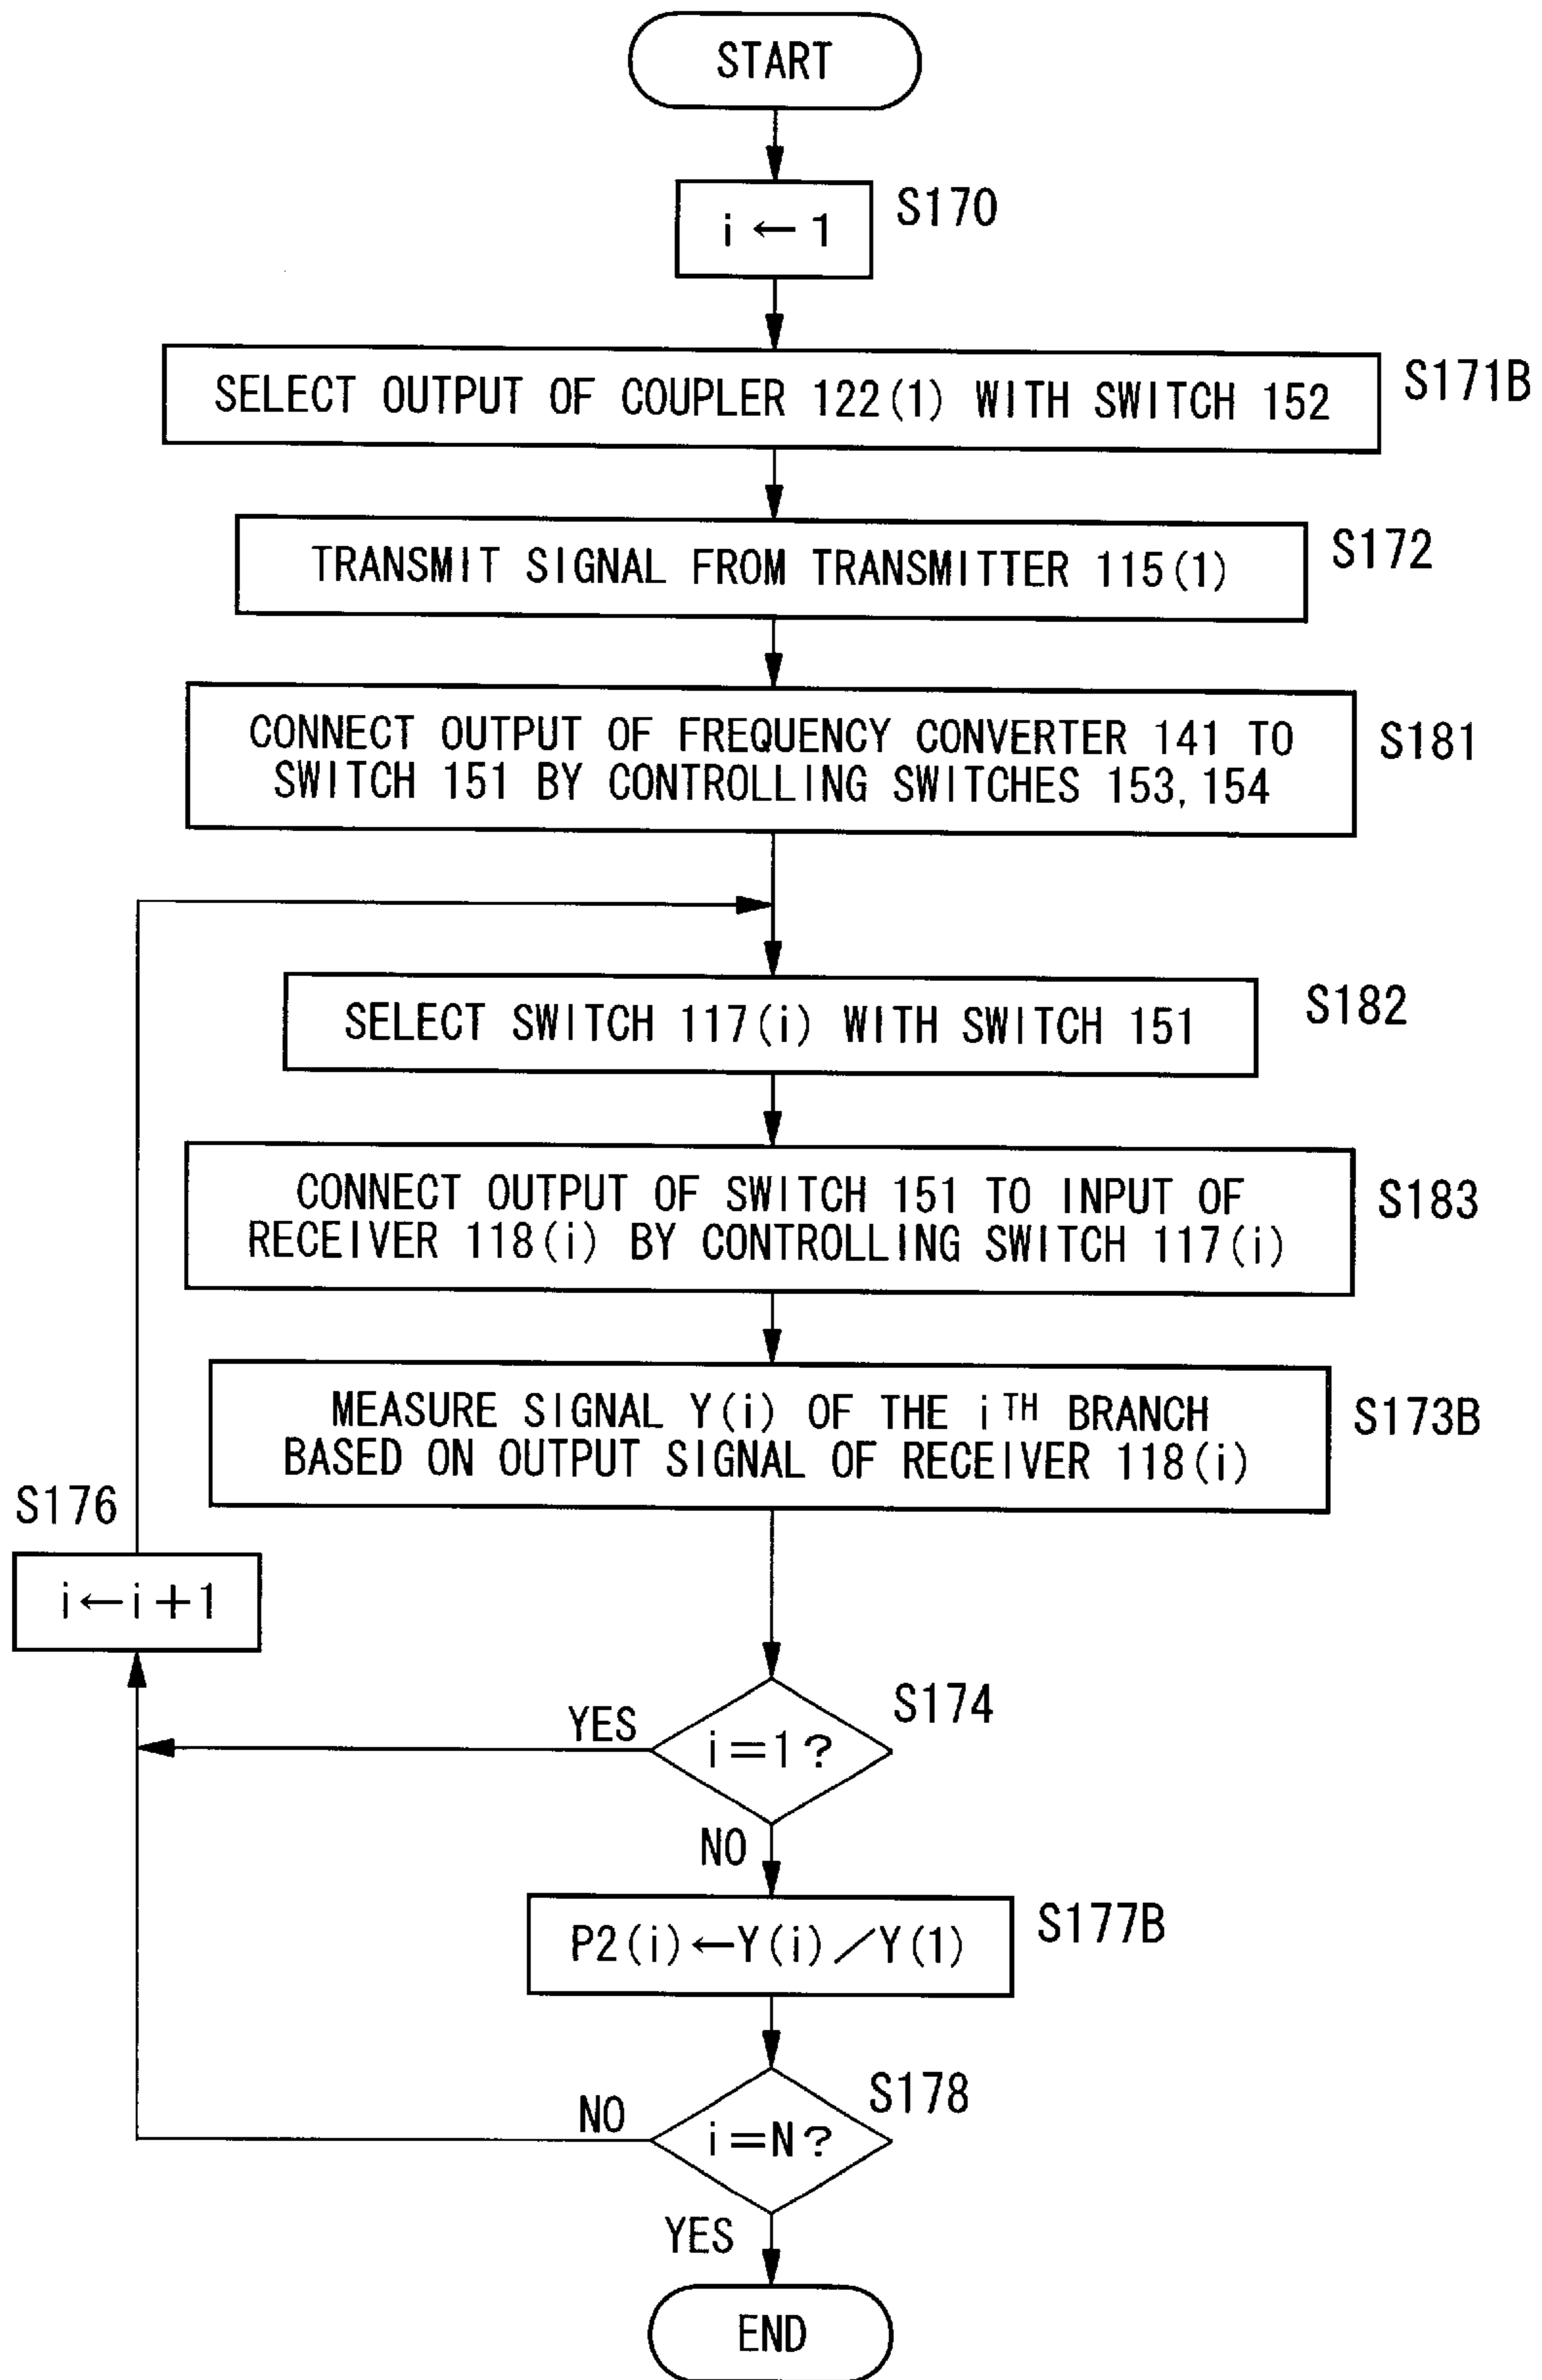 START
i ← 1
S170
SELECT OUTPUT OF COUPLER 122(1) WITH SWITCH 152
S171B
TRANSMIT SIGNAL FROM TRANSMITTER 115(1)
S172
CONNECT OUTPUT OF FREQUENCY CONVERTER 141 TO
SWITCH 151 BY CONTROLLING SWITCHES 153, 154
S181
SELECT SWITCH 117(i) WITH SWITCH 151
S182
CONNECT OUTPUT OF SWITCH 151 TO INPUT OF
RECEIVER 118(i) BY CONTROLLING SWITCH 117(i)
S183
MEASURE SIGNAL Y(i) OF THE i TH BRANCH
BASED ON OUTPUT SIGNAL OF RECEIVER 118(i)
S173B
S176
i←i+1
S174
YES
i=1?
NO
P2(i)←Y(i)/Y(1)
S177B
S178
NO
i=N?
YES
END